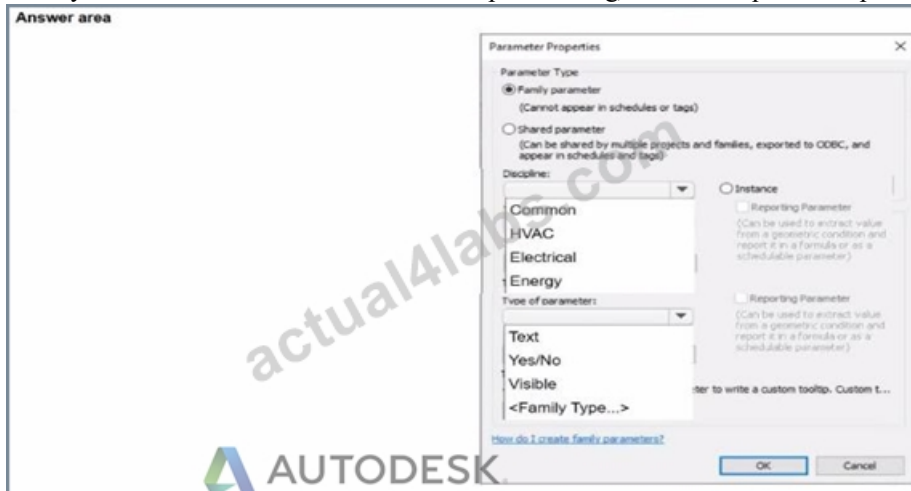 Answer area
Parameter Properties
Parameter Type
Family parameter
(Cannot appear in schedules or tags)
Shared parameter
(Can be shared by multiple projects and families, exported to ODBC, and
appear in schedules and tags)
Discipline:
Instance
Common
HVAC
Electrical
Energy
Reporting Parameter
(Can be used to extract value
from a geometric condition and
report it in a formula or as a
schedulable parameter)
Type of parameter:
Text
Yes/No
Visible
<Family Type...>
Reporting Parameter
(Can be used to extract value
from a geometric condition and
report it in a formula or as a
schedulable parameter)
to write a custom tooltip. Custom t...
How do I create family parameters?
OK
Cancel
actual4labs.com
AUTODESK.